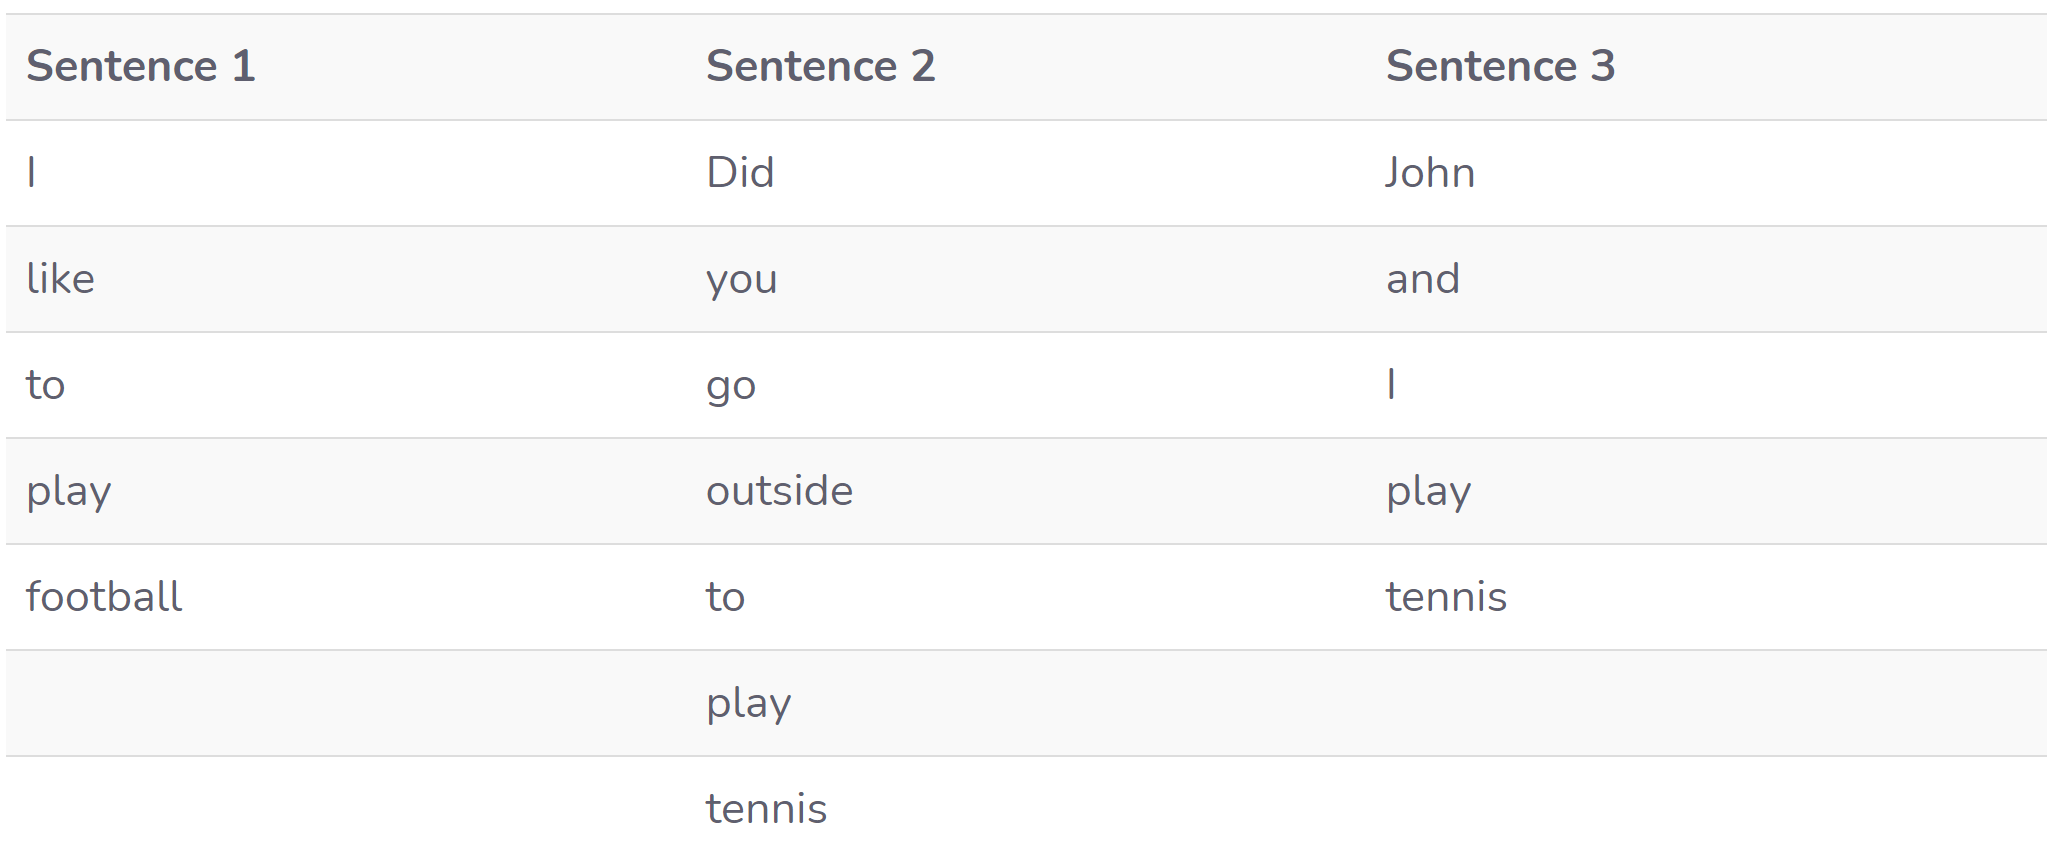 Sentence 1 Sentence 2 Sentence 3
I Did John
like you and
to go I
play outside play
football to tennis
play
tennis